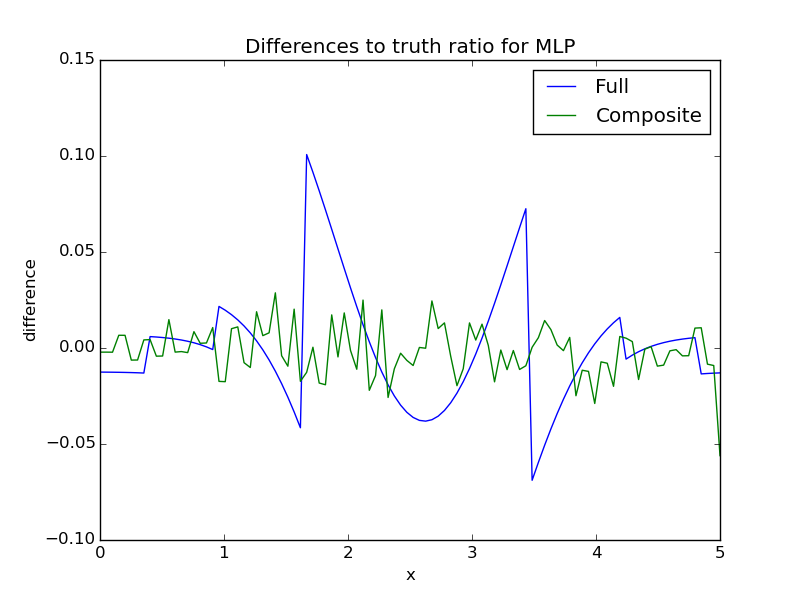 Differences to truth ratio for MLP
Full
Composite
0.15
0.10
0.05
0.00
−0.05
−0.10
difference
0 1 2 3 4 5
x